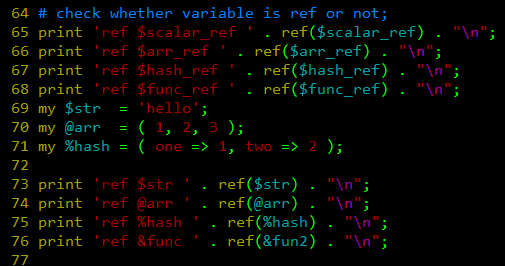 64 # check whether variable is ref or not;
65 print 'ref $scalar_ref ' . ref($scalar_ref) . "\n";
66 print 'ref $arr_ref ' . ref($arr_ref) . "\n";
67 print 'ref $hash_ref ' . ref($hash_ref) . "\n";
68 print 'ref $func_ref ' . ref($func_ref) . "\n";
69 my $str  = 'hello';
70 my @arr  = ( 1, 2, 3 );
71 my %hash = ( one => 1, two => 2 );
72
73 print 'ref $str ' . ref($str) . "\n";
74 print 'ref @arr ' . ref(@arr) . "\n";
75 print 'ref %hash ' . ref(%hash) . "\n";
76 print 'ref &func ' . ref(&fun2) . "\n";
77